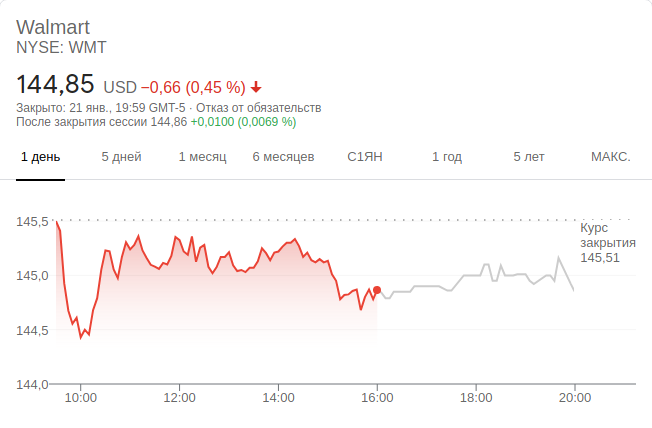 Walmart
NYSE: WMT
144,85 USD −0,66 (0,45 %)
Закрыто: 21 янв., 19:59 GMT-5 · Отказ от обязательств
После закрытия сессии 144,86 +0,0100 (0,0069 %)
1 день 5 дней 1 месяц 6 месяцев С1ЯН 1 год 5 лет МАКС.
145,5
Курс
закрытия
145,51
145,0
144,5
144,0
10:00 12:00 14:00 16:00 18:00 20:00